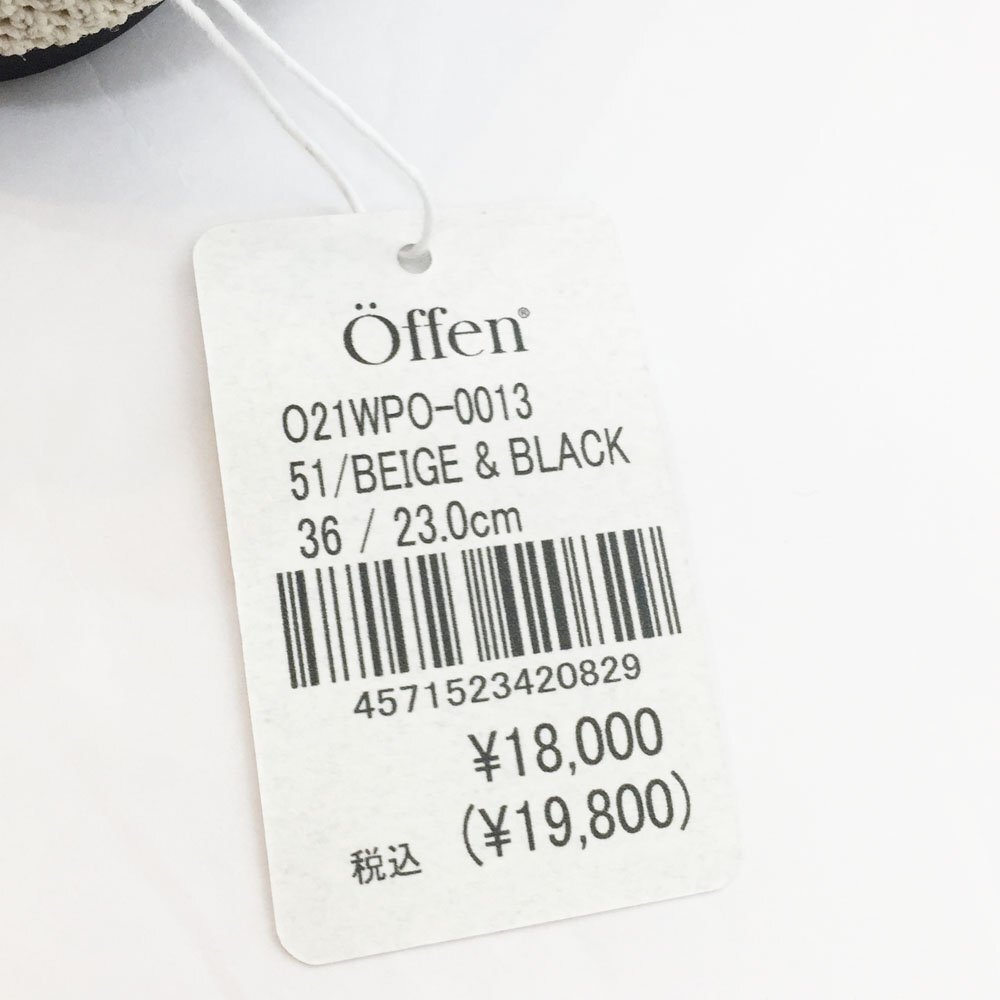 Öffen®
O21WPO-0013
51/BEIGE & BLACK
36 / 23.0cm
4571523420829
¥18,000
税込 (¥19,800)